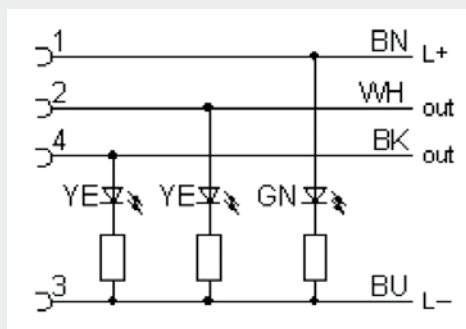 1 BN L+
2 WH out
4 BK out
YE YE GN
3 BU L−